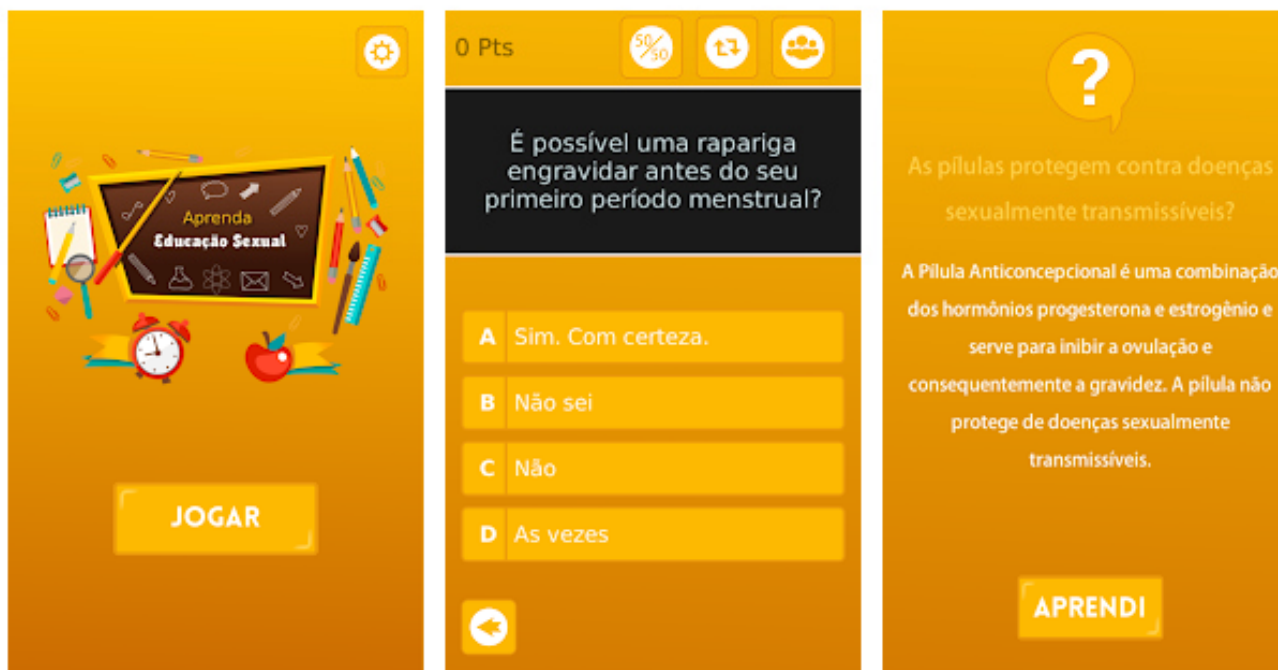 Aprenda
Educação Sexual
JOGAR
0 Pts
50/50
É possível uma rapariga
engravidar antes do seu
primeiro período menstrual?
A Sim. Com certeza.
B Não sei
C Não
D As vezes
?
As pílulas protegem contra doenças
sexualmente transmissíveis?
A Pílula Anticoncepcional é uma combinação
dos hormônios progesterona e estrogênio e
serve para inibir a ovulação e
consequentemente a gravidez. A pílula não
protege de doenças sexualmente
transmissíveis.
APRENDI